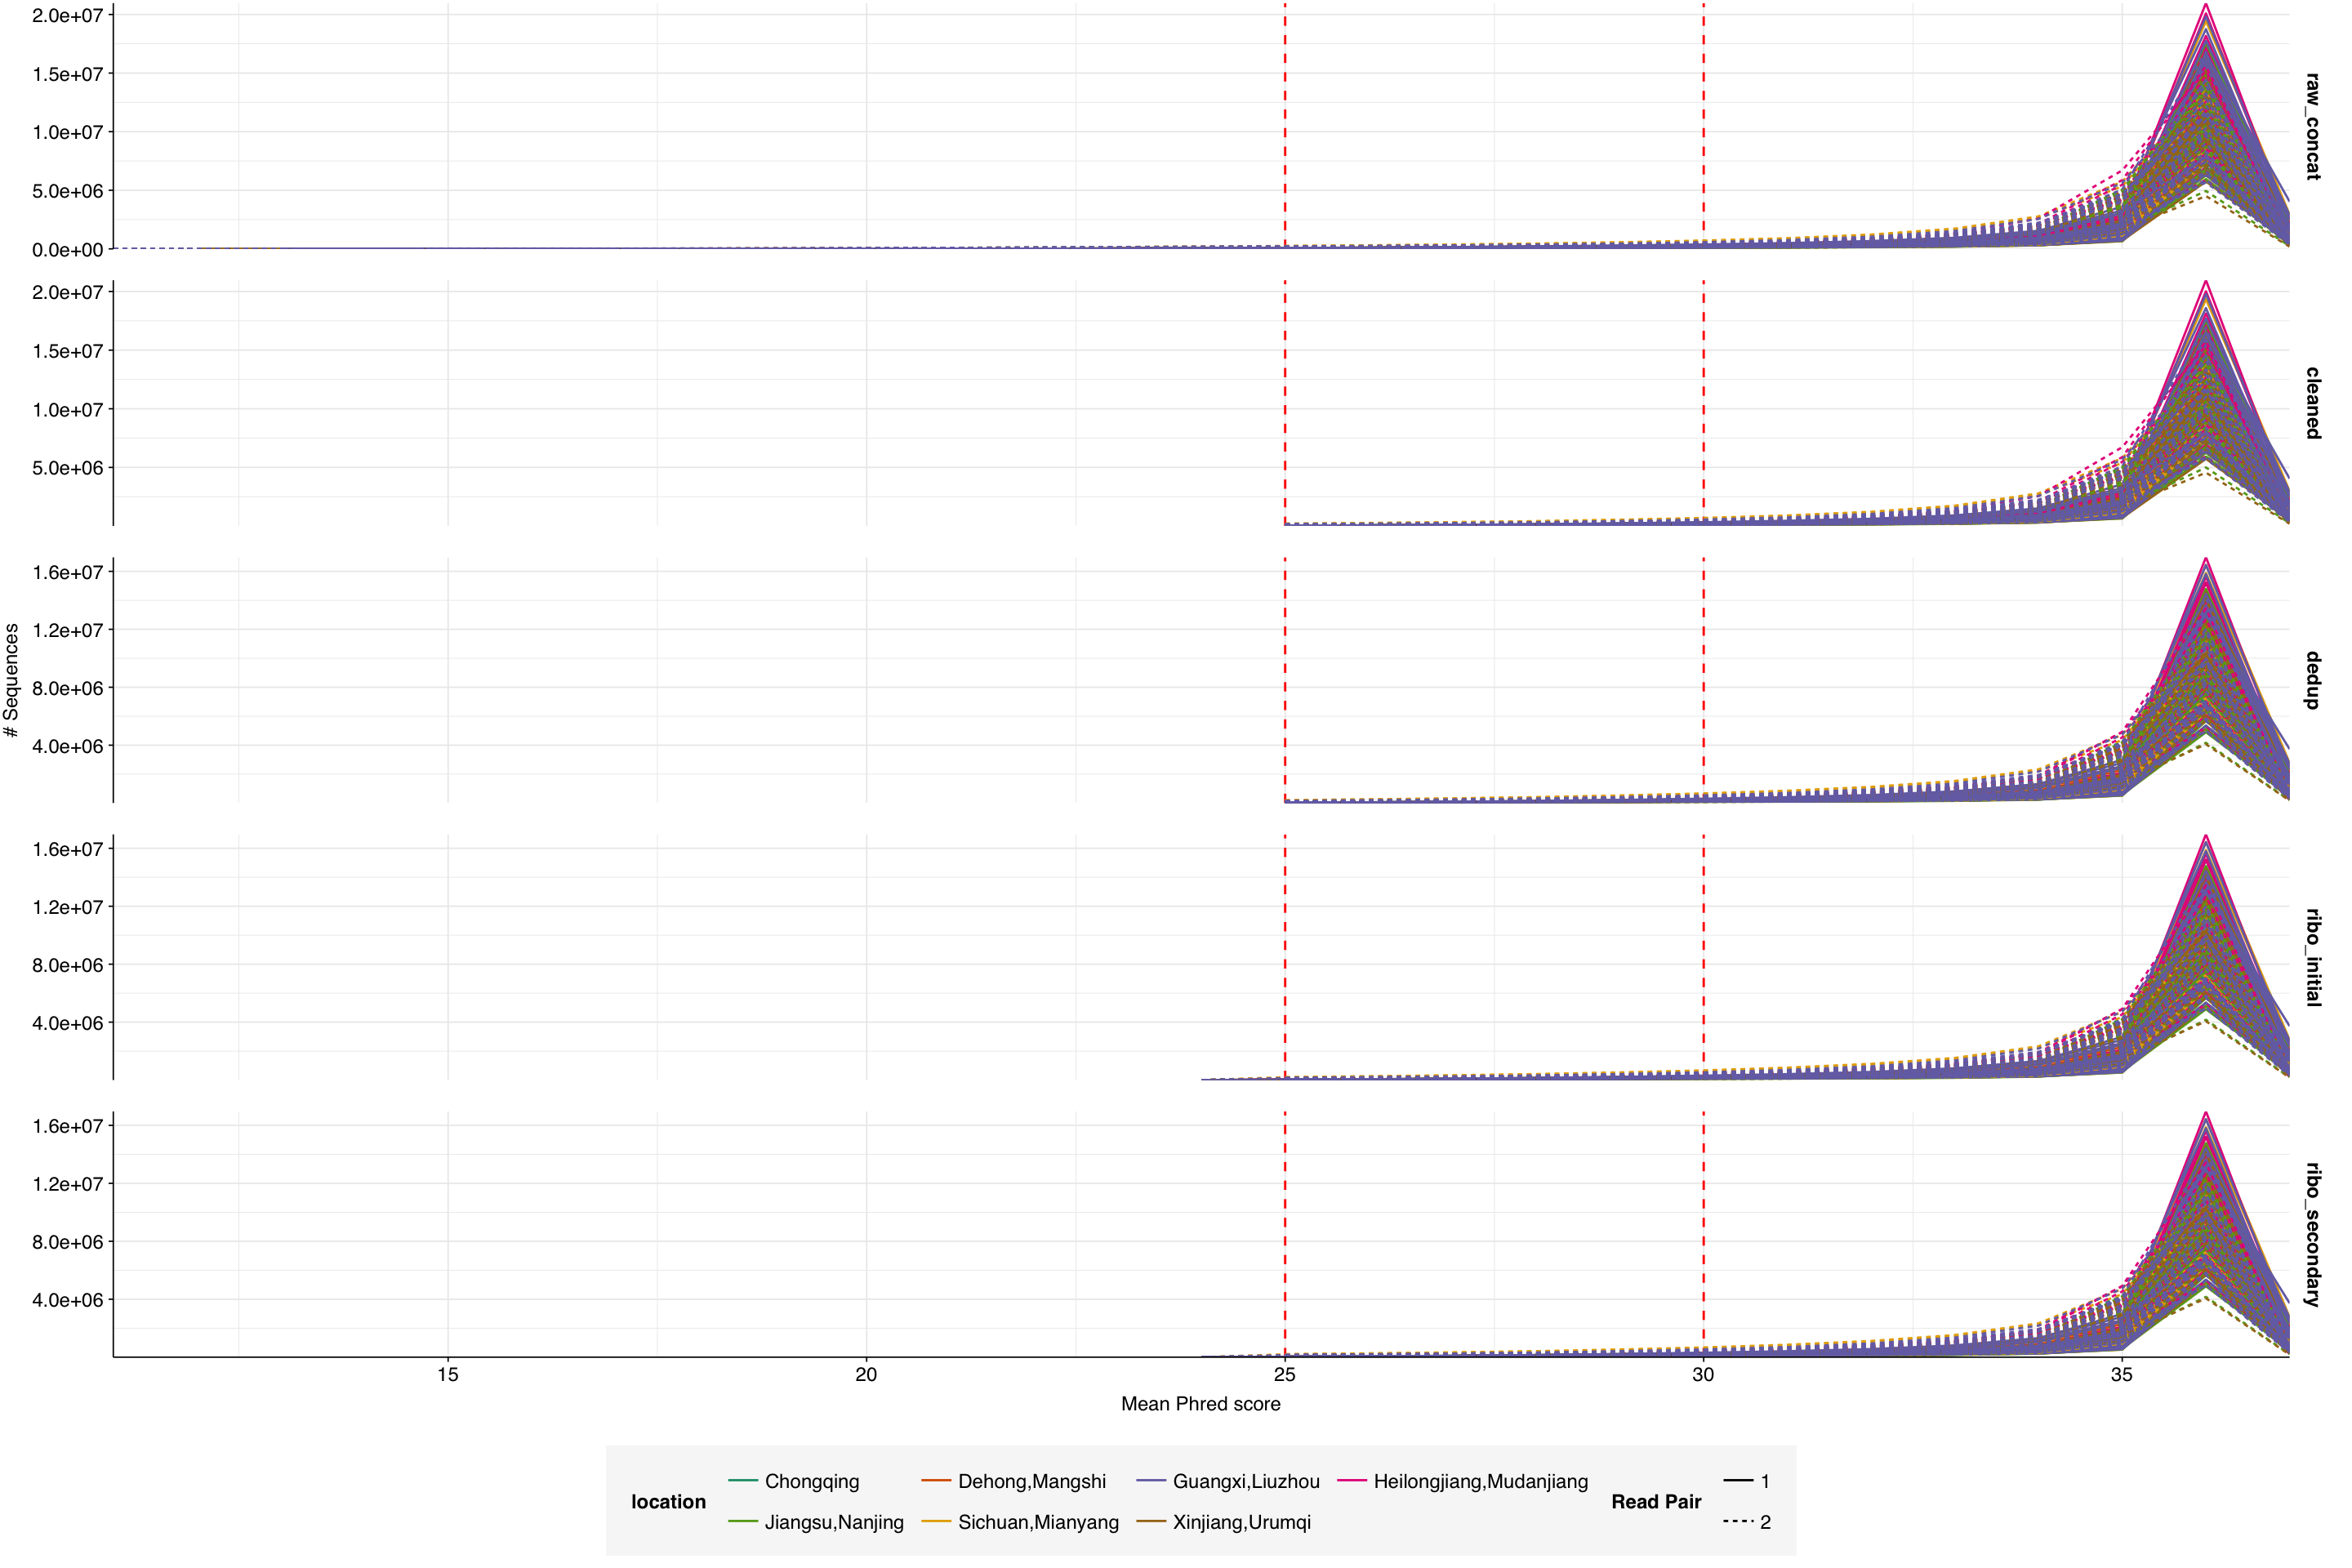 2.0e+07
1.5e+07
1.0e+07
5.0e+06
0.0e+00
raw_concat
2.0e+07
1.5e+07
1.0e+07
5.0e+06
cleaned
# Sequences
1.6e+07
1.2e+07
8.0e+06
4.0e+06
dedup
1.6e+07
1.2e+07
8.0e+06
4.0e+06
ribo_initial
1.6e+07
1.2e+07
8.0e+06
4.0e+06
ribo_secondary
15 20 25 30 35
Mean Phred score
location
Chongqing Dehong,Mangshi Guangxi,Liuzhou Heilongjiang,Mudanjiang
Jiangsu,Nanjing Sichuan,Mianyang Xinjiang,Urumqi
Read Pair
1
2